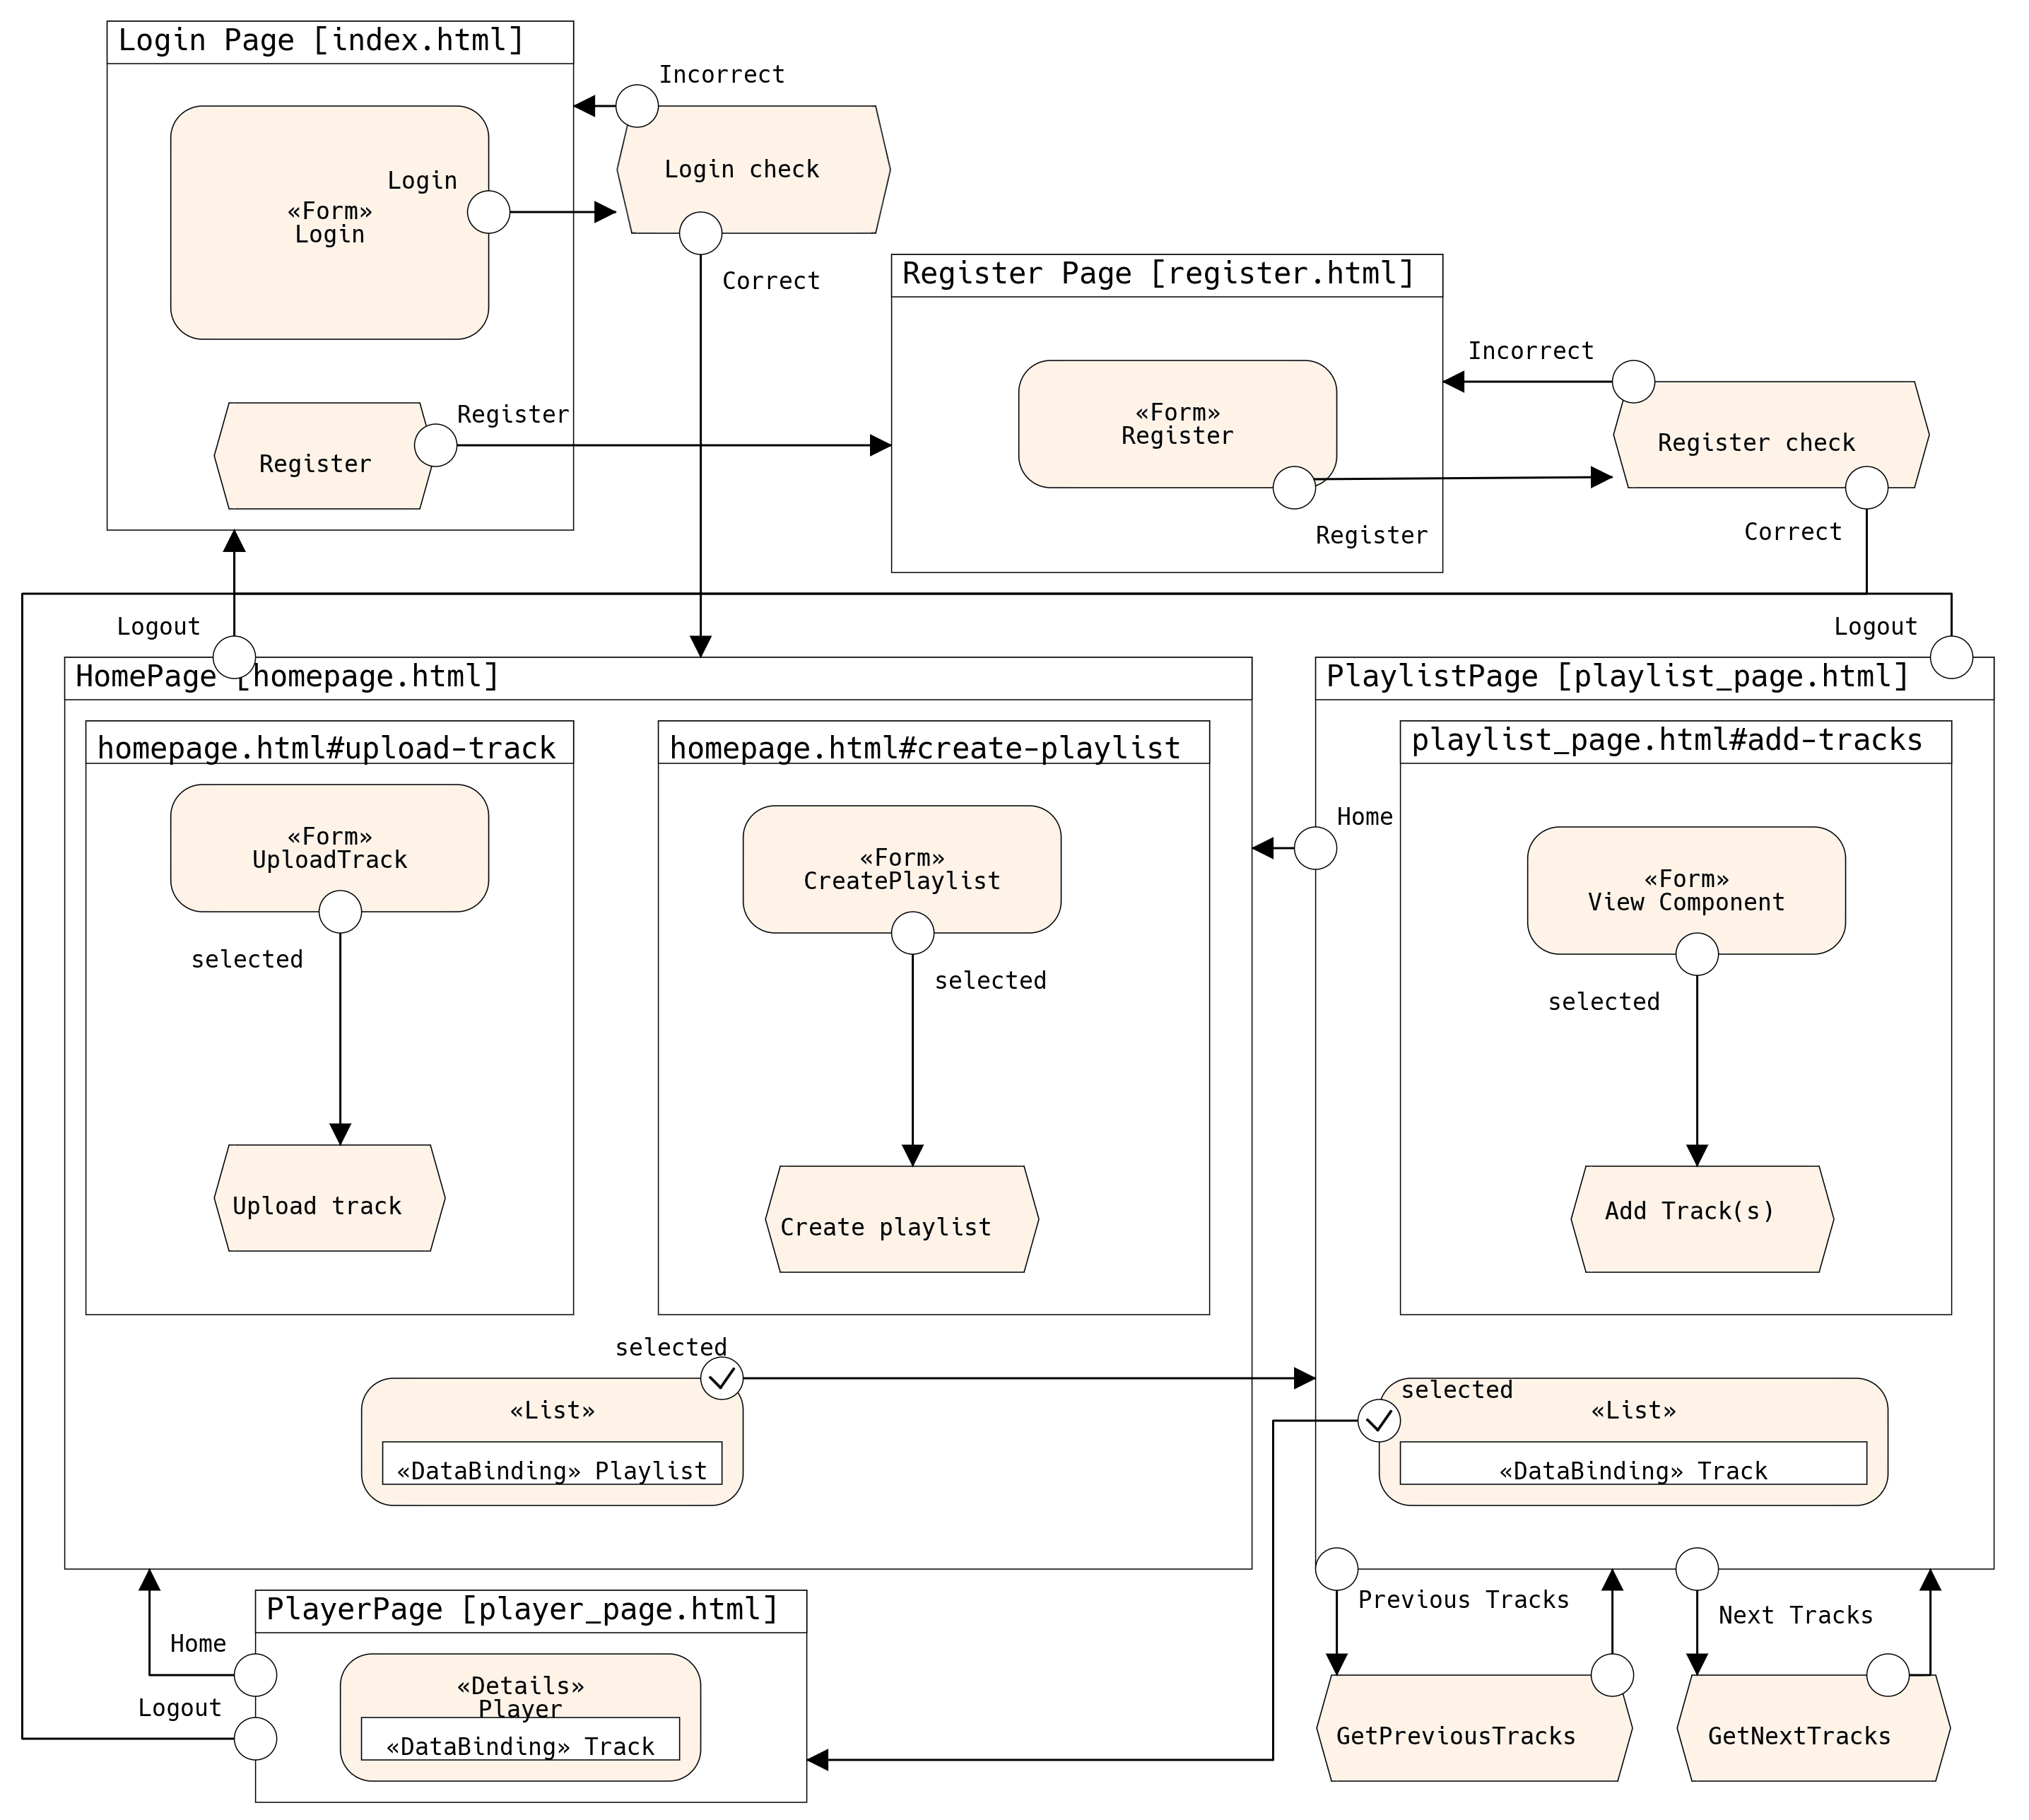 Login Page [index.html]
Incorrect
Login check
Login
«Form»
Login
Correct
Register Page [register.html]
Incorrect
«Form»
Register
Register
Register
Register check
Register
Correct
Logout
Logout
HomePage [homepage.html]
PlaylistPage [playlist_page.html]
homepage.html#upload-track
homepage.html#create-playlist
playlist_page.html#add-tracks
Home
«Form»
UploadTrack
«Form»
CreatePlaylist
«Form»
View Component
selected
selected
selected
Upload track
Create playlist
Add Track(s)
selected
selected
«List»
«List»
«DataBinding» Playlist
«DataBinding» Track
PlayerPage [player_page.html]
Previous Tracks
Next Tracks
Home
«Details»
Player
Logout
«DataBinding» Track
GetPreviousTracks
GetNextTracks